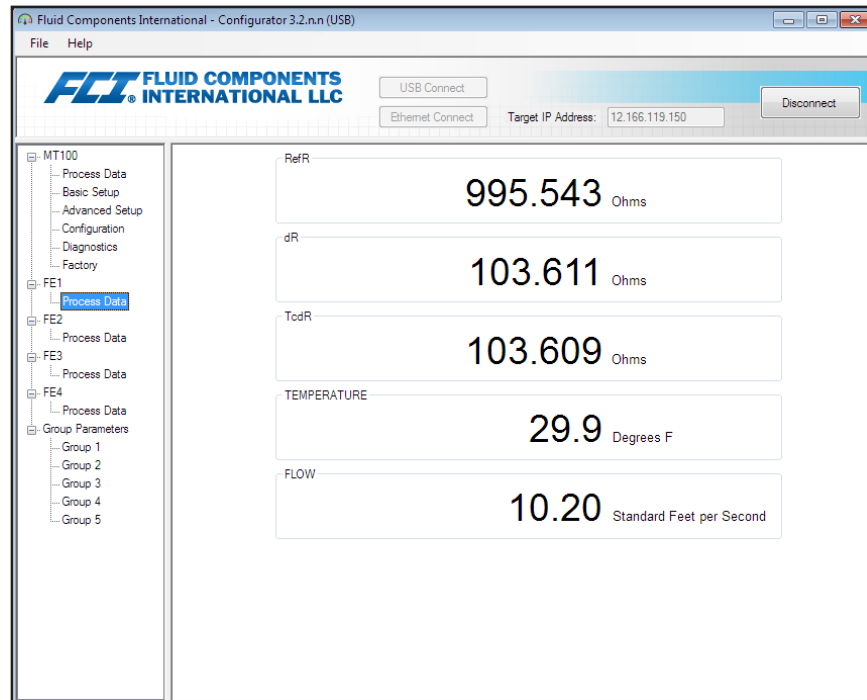 Fluid Components International - Configurator 3.2.n.n (USB)
File Help
FCI® FLUID COMPONENTS
INTERNATIONAL LLC
USB Connect
Ethernet Connect
Target IP Address: 12.166.119.150
Disconnect
MT100
Process Data
Basic Setup
Advanced Setup
Configuration
Diagnostics
Factory
FE1
Process Data
FE2
Process Data
FE3
Process Data
FE4
Process Data
Group Parameters
Group 1
Group 2
Group 3
Group 4
Group 5
RefR
995.543 Ohms
dR
103.611 Ohms
TcdR
103.609 Ohms
TEMPERATURE
29.9 Degrees F
FLOW
10.20 Standard Feet per Second